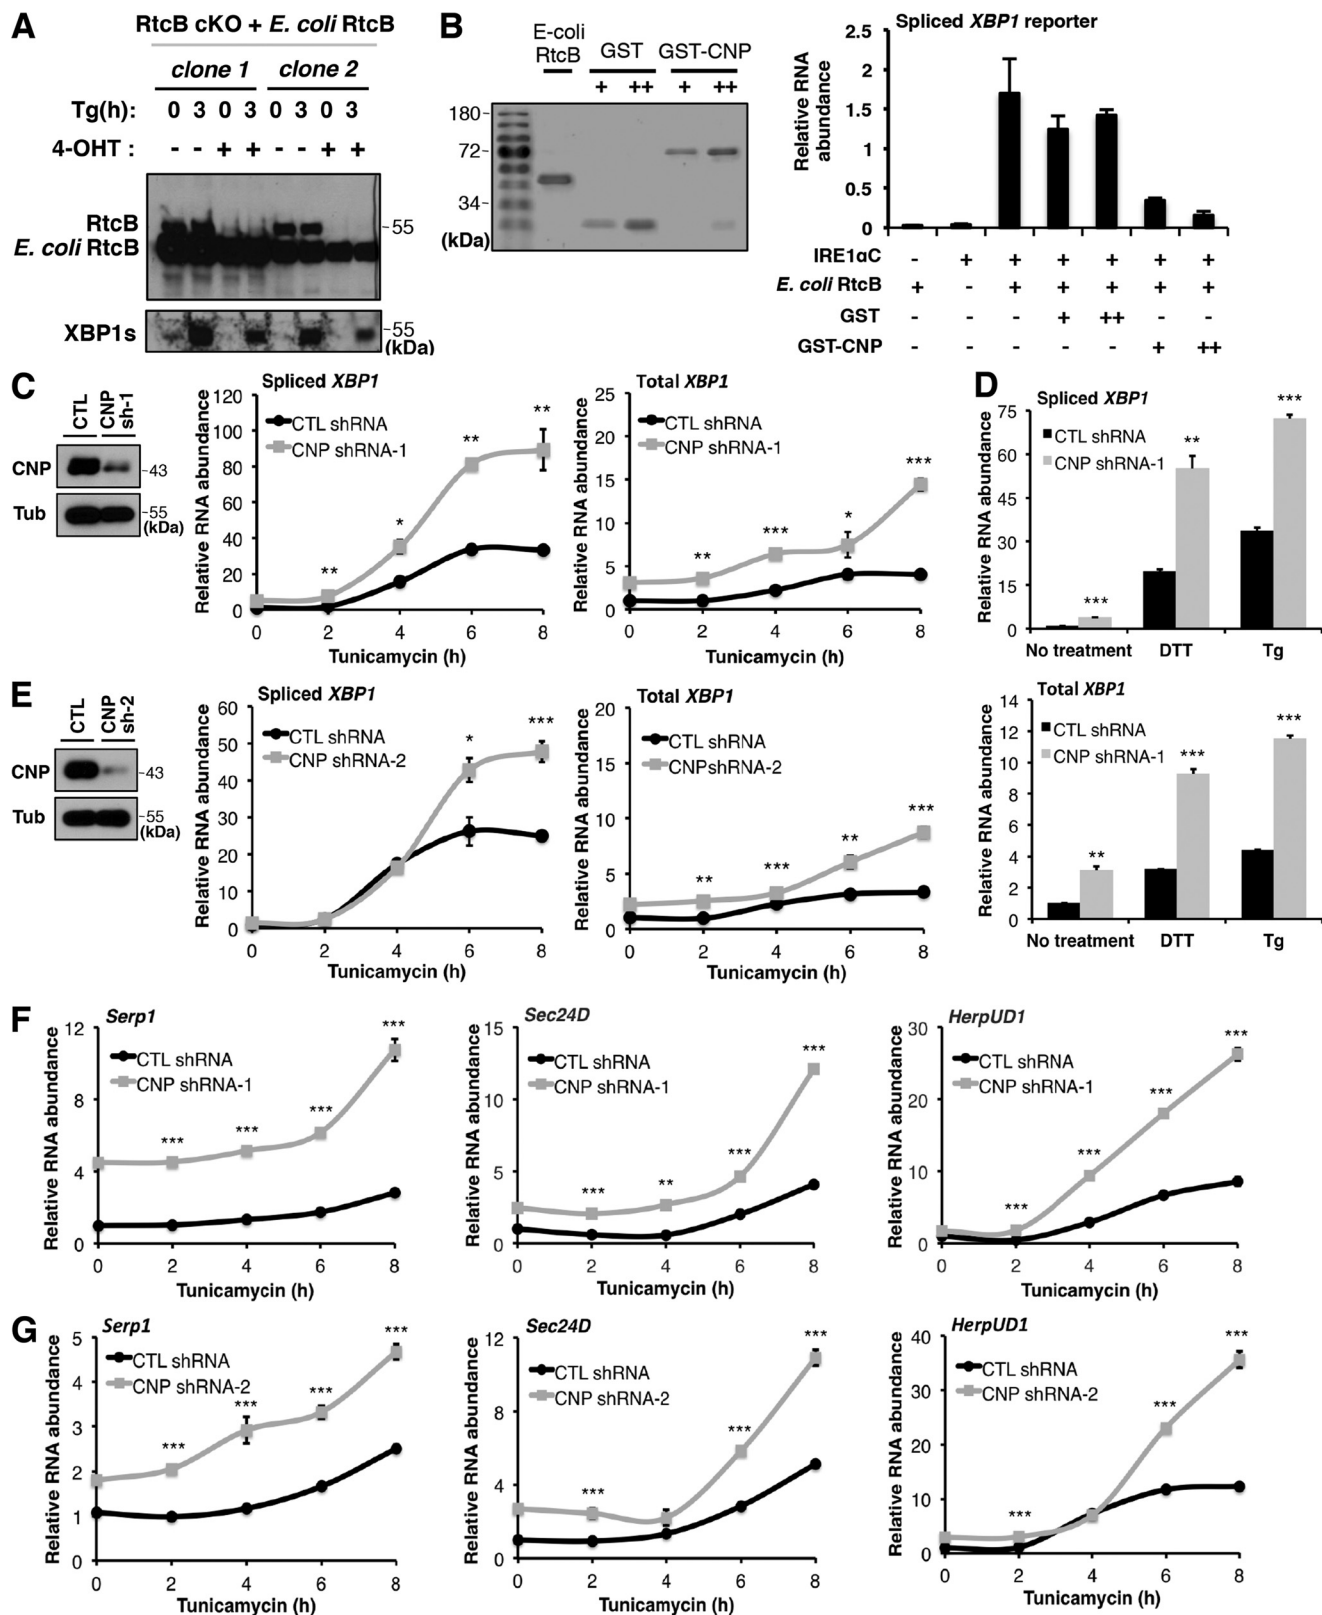 A
RtcB cKO + E. coli RtcB
clone 1 clone 2
Tg(h): 0 3 0 3 0 3 0 3
4-OHT : - - + + - - + +
RtcB
-55
E. coli RtcB
XBP1s
-55
(kDa)
B
E-coli
RtcB GST GST-CNP
+ ++ + ++
180-
72-
34-
(kDa)
Spliced XBP1 reporter
Relative RNA
abundance
2.5
2
1.5
1
0.5
0
IRE1αC - + + + + + +
E. coli RtcB + - + + + + +
GST - - - + ++ - -
GST-CNP - - - - - + ++
C
CTL
CNP
sh-1
CNP
-43
Tub
-55
(kDa)
Spliced XBP1
Relative RNA abundance
120
100
80
60
40
20
0
CTL shRNA
CNP shRNA-1
** * ** **
0 2 4 6 8
Tunicamycin (h)
Total XBP1
Relative RNA abundance
25
20
15
10
5
0
CTL shRNA
CNP shRNA-1
** *** * ***
0 2 4 6 8
Tunicamycin (h)
D
Spliced XBP1
Relative RNA abundance
75
60
45
30
15
0
CTL shRNA
CNP shRNA-1
*** ** ***
No treatment DTT Tg
Total XBP1
Relative RNA abundance
14
12
10
8
6
4
2
0
CTL shRNA
CNP shRNA-1
** *** ***
No treatment DTT Tg
E
CTL
CNP
sh-2
CNP
-43
Tub
-55
(kDa)
Spliced XBP1
Relative RNA abundance
60
50
40
30
20
10
0
CTL shRNA
CNP shRNA-2
* ***
0 2 4 6 8
Tunicamycin (h)
Total XBP1
Relative RNA abundance
20
15
10
5
0
CTL shRNA
CNPshRNA-2
** *** ** ***
0 2 4 6 8
Tunicamycin (h)
F
Serp1
Relative RNA abundance
12
8
4
0
CTL shRNA
CNP shRNA-1
*** *** *** ***
0 2 4 6 8
Tunicamycin (h)
Sec24D
Relative RNA abundance
15
10
5
0
CTL shRNA
CNP shRNA-1
*** ** *** ***
0 2 4 6 8
Tunicamycin (h)
HerpUD1
Relative RNA abundance
30
20
10
0
CTL shRNA
CNP shRNA-1
*** *** *** ***
0 2 4 6 8
Tunicamycin (h)
G
Serp1
Relative RNA abundance
5
4
3
2
1
0
CTL shRNA
CNP shRNA-2
*** *** *** ***
0 2 4 6 8
Tunicamycin (h)
Sec24D
Relative RNA abundance
12
8
4
0
CTL shRNA
CNP shRNA-2
*** *** ***
0 2 4 6 8
Tunicamycin (h)
HerpUD1
Relative RNA abundance
40
30
20
10
0
CTL shRNA
CNP shRNA-2
*** *** ***
0 2 4 6 8
Tunicamycin (h)